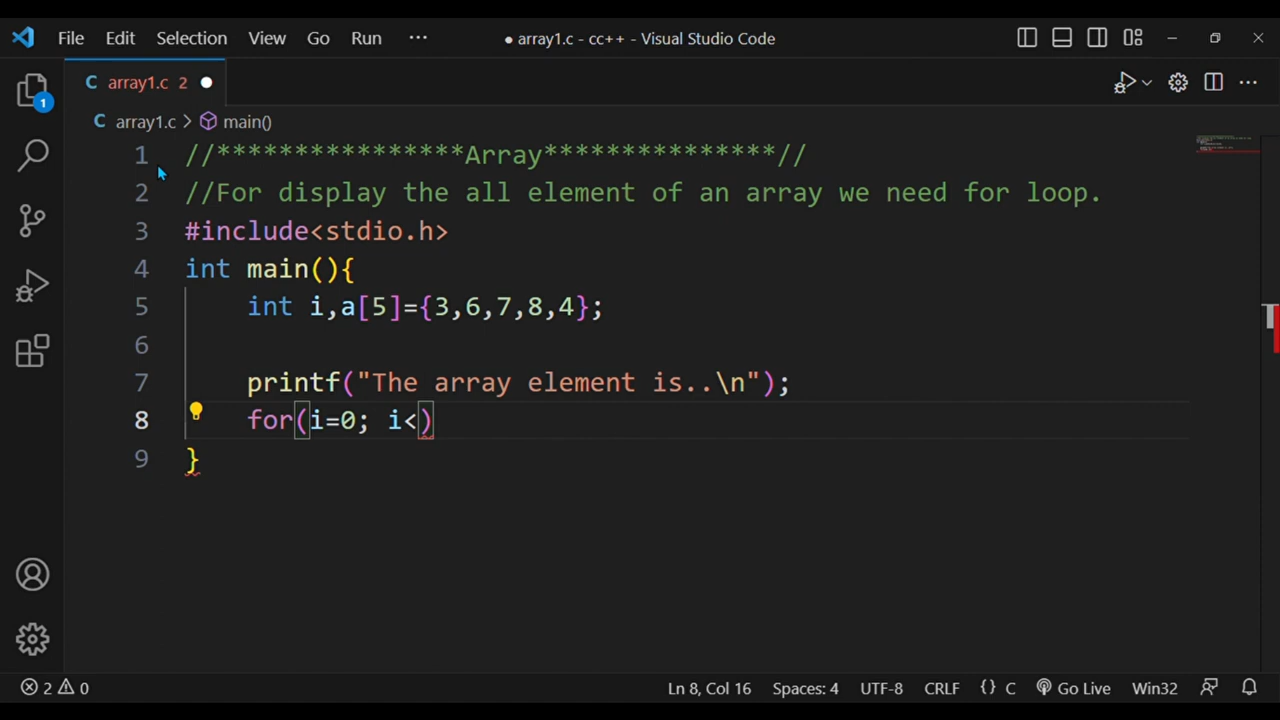 File Edit Selection View Go Run ··· ● array1.c - cc++ - Visual Studio Code
C array1.c 2 ●
1
C array1.c > main()
1 //****************Array***************//
2 //For display the all element of an array we need for loop.
3 #include<stdio.h>
4 int main(){
5 int i,a[5]={3,6,7,8,4};
6
7 printf("The array element is..\n");
8 for(i=0; i<)
9 }
2 0 Ln 8, Col 16 Spaces: 4 UTF-8 CRLF {} C Go Live Win32